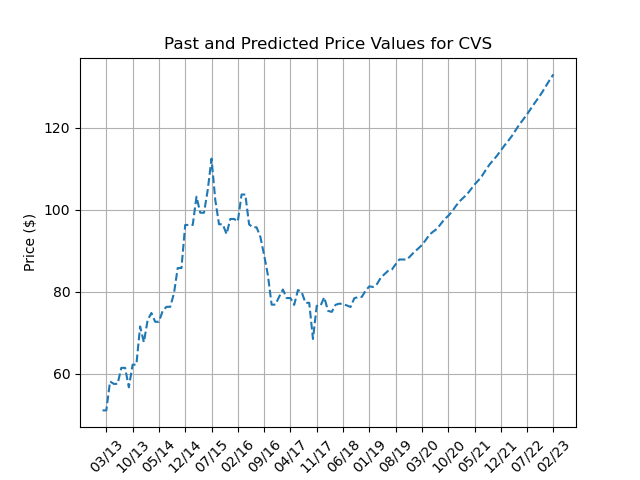 Past and Predicted Price Values for CVS
Price ($)
120
100
80
60
03/13 10/13 05/14 12/14 07/15 02/16 09/16 04/17 11/17 06/18 01/19 08/19 03/20 10/20 05/21 12/21 07/22 02/23